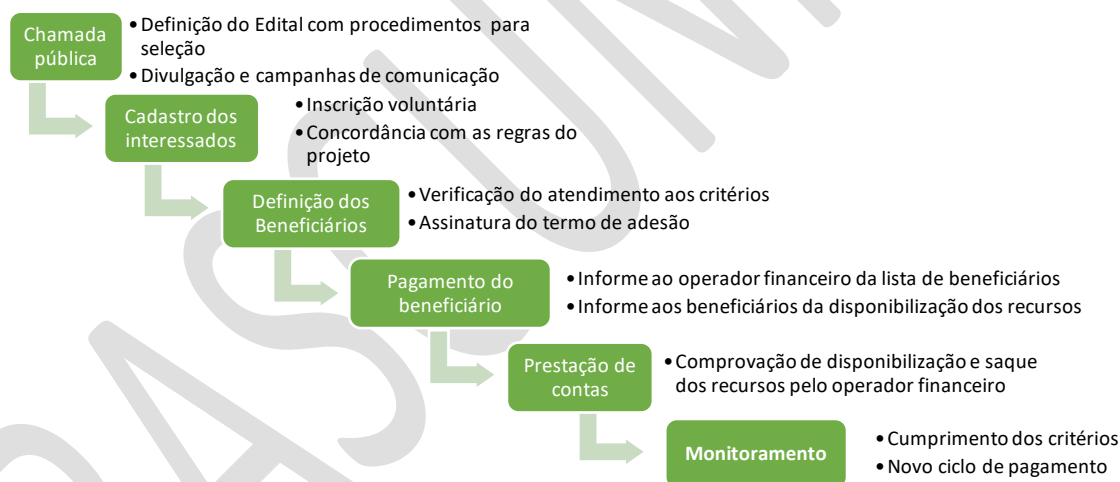 Chamada
pública
•Definição do Edital com procedimentos para
seleção
•Divulgação e campanhas de comunicação
Cadastro dos
interessados
•Inscrição voluntária
•Concordância com as regras do
projeto
Definição dos
Beneficiários
•Verificação do atendimento aos critérios
•Assinatura do termo de adesão
Pagamento do
beneficiário
•Informe ao operador financeiro da lista de beneficiários
•Informe aos beneficiários da disponibilização dos recursos
Prestação de
contas
•Comprovação de disponibilização e saque
dos recursos pelo operador financeiro
Monitoramento
•Cumprimento dos critérios
•Novo ciclo de pagamento